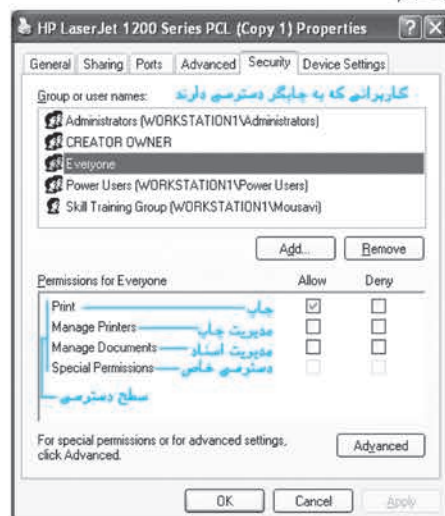 HP LaserJet 1200 Series PCL (Copy 1) Properties
General Sharing Ports Advanced Security Device Settings
Group or user names: کاربرانی که به چاپگر دسترسی دارند
Administrators (WORKSTATION1\Administrators)
CREATOR OWNER
Everyone
Power Users (WORKSTATION1\Power Users)
Skill Training Group (WORKSTATION1\Mousavi)
Add... Remove
Permissions for Everyone Allow Deny
Print چاپ
Manage Printers مدیریت چاپ
Manage Documents مدیریت اسناد
Special Permissions دسترسی خاص
سطح دسترسی
For special permissions or for advanced settings,
click Advanced.
Advanced
OK Cancel Apply